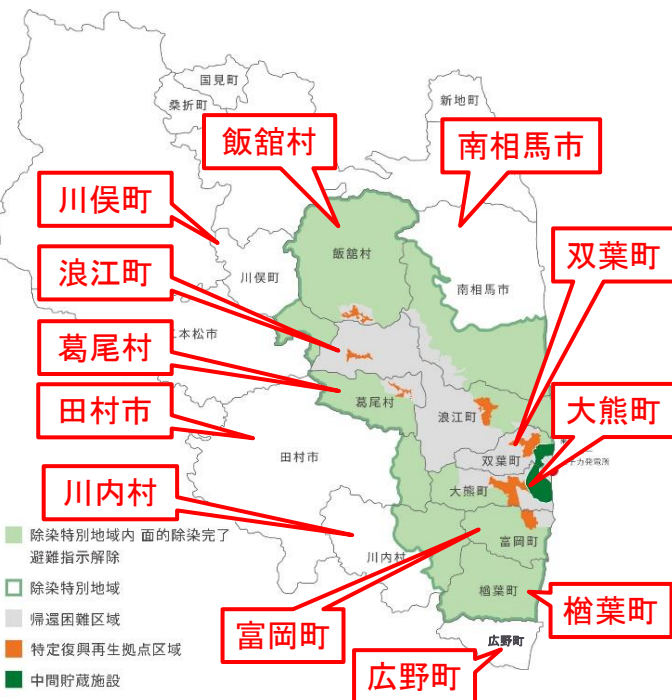 国見町
桑折町
新地町
飯舘村
南相馬市
川俣町
飯舘村
双葉町
川俣町
浪江町
南相馬市
本松市
葛尾村
葛尾村
浪江町
大熊町
田村市
双葉町
子力発電所
田村市
大熊町
川内村
富岡町
川内村
楢葉町
楢葉町
富岡町
広野町
広野町
除染特別地域内 面的除染完了
避難指示解除
除染特別地域
帰還困難区域
特定復興再生拠点区域
中間貯蔵施設